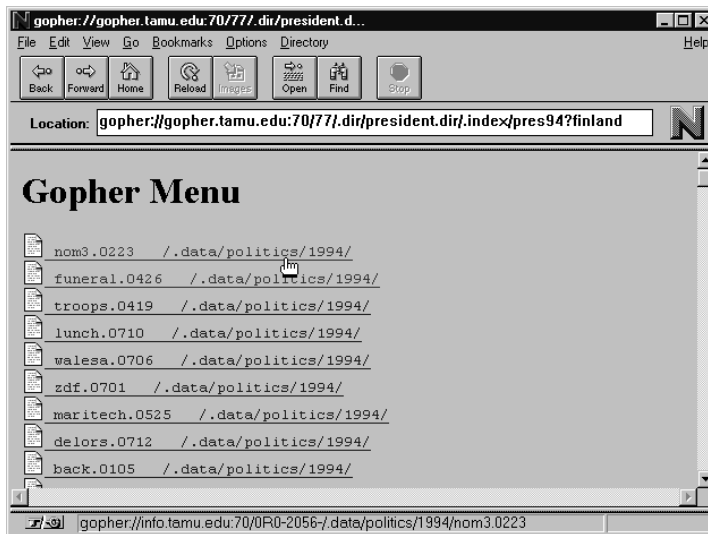 gopher://gopher.tamu.edu:70/77/.dir/president.d...
File Edit View Go Bookmarks Options Directory Help
Back Forward Home Reload Images Open Find Stop
Location: gopher://gopher.tamu.edu:70/77/.dir/president.dir/.index/pres94?finland
N
Gopher Menu
nom3.0223 /.data/politics/1994/
funeral.0426 /.data/politics/1994/
troops.0419 /.data/politics/1994/
lunch.0710 /.data/politics/1994/
walesa.0706 /.data/politics/1994/
zdf.0701 /.data/politics/1994/
maritech.0525 /.data/politics/1994/
delors.0712 /.data/politics/1994/
back.0105 /.data/politics/1994/
gopher://info.tamu.edu:70/0R0-2056-/.data/politics/1994/nom3.0223